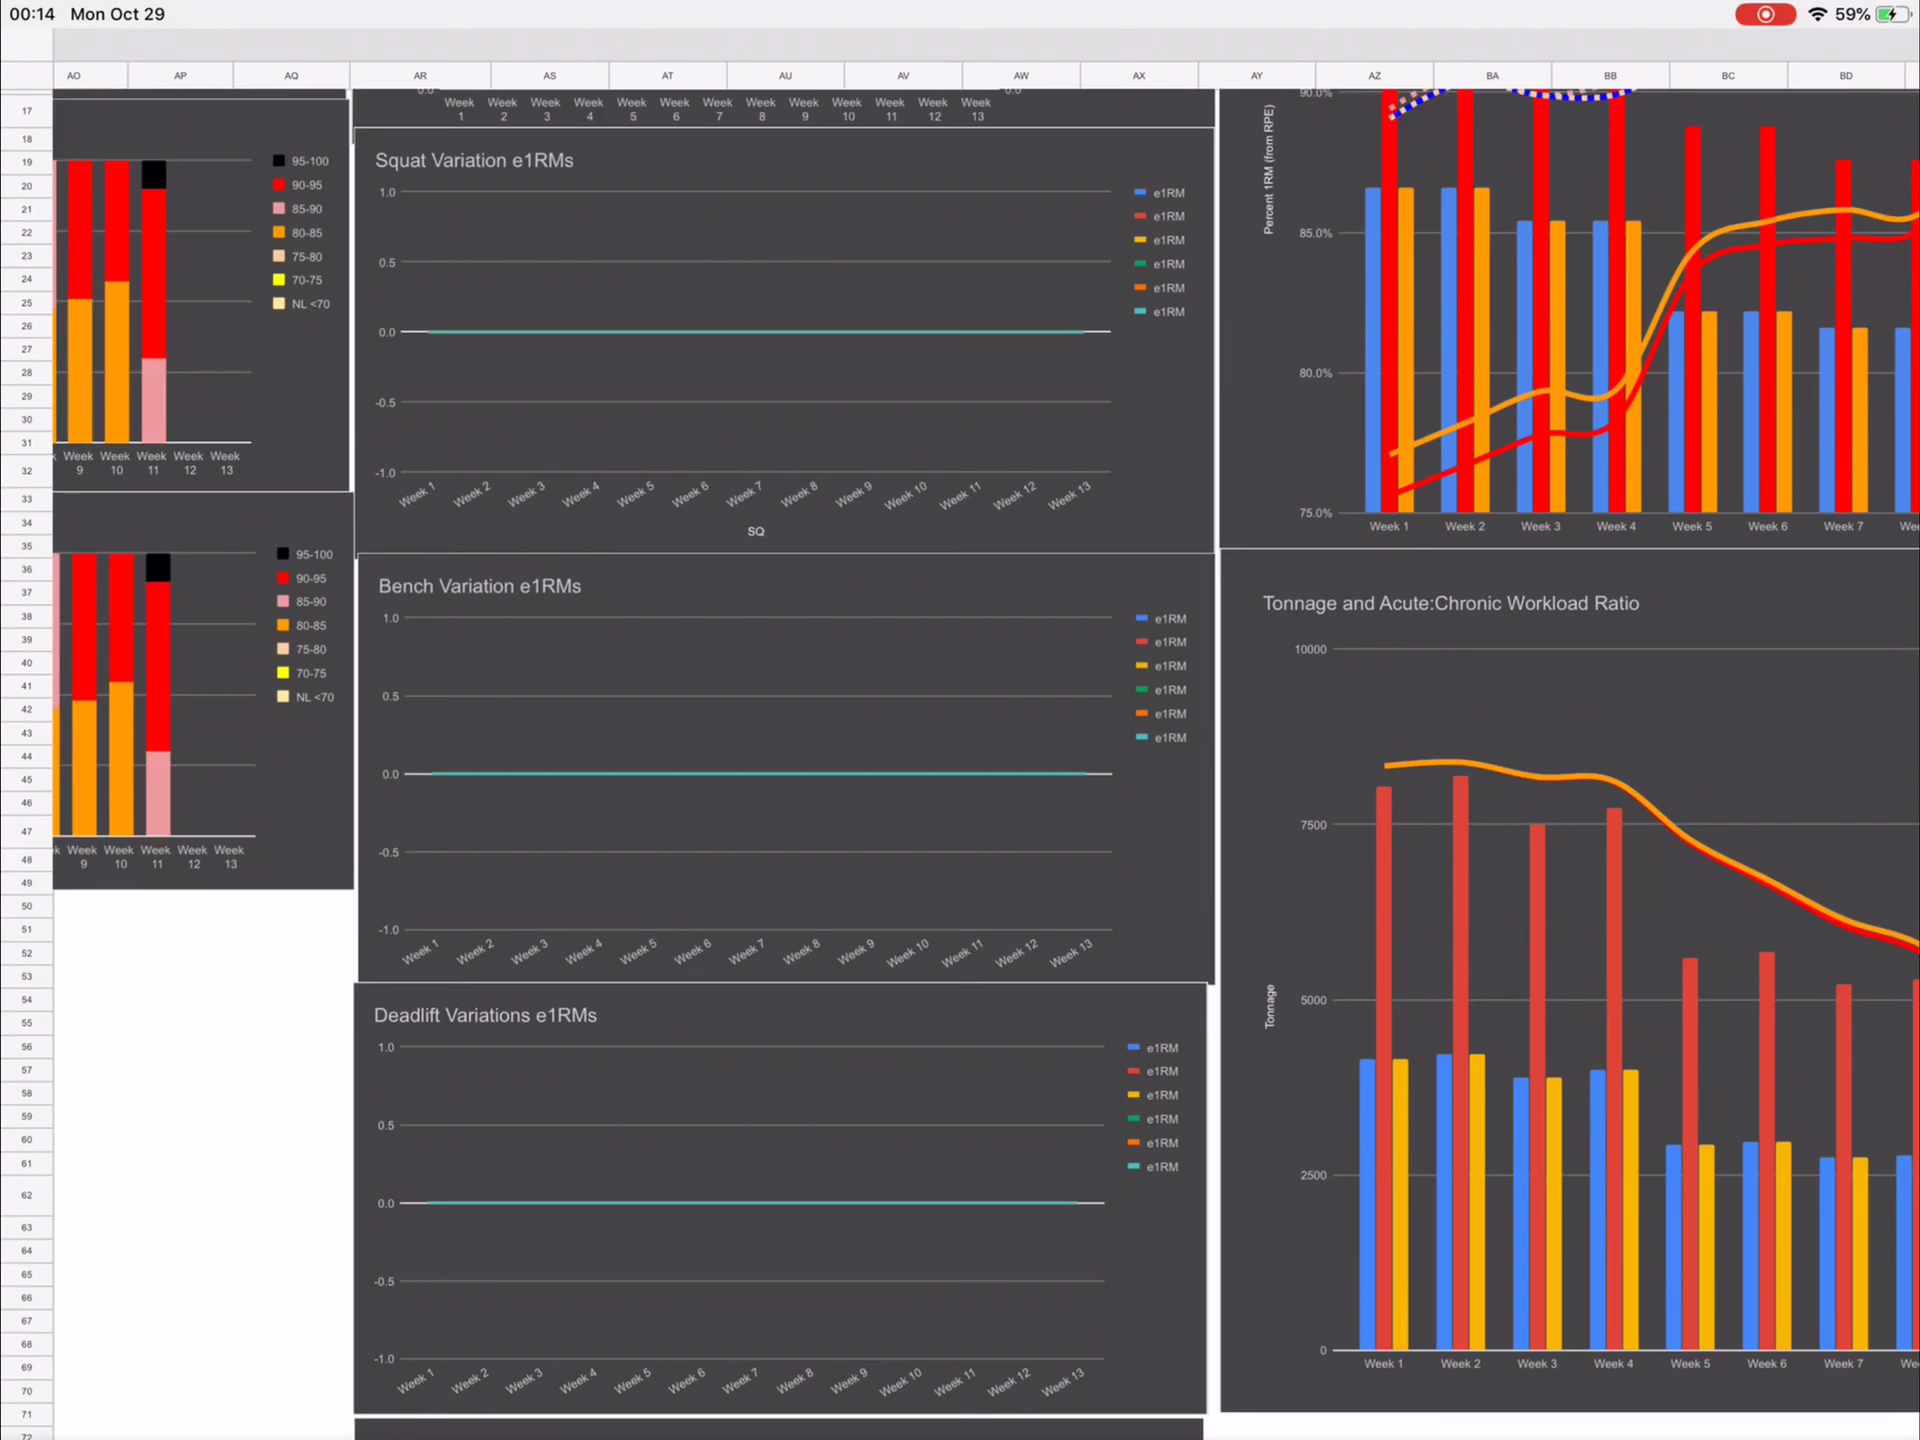 00:14 Mon Oct 29
59%
AO AP AQ AR AS AT AU AV AW AX AY AZ BA BB BC BD
17
18
19
20
21
22
23
24
25
26
27
28
29
30
31
32
33
34
35
36
37
38
39
40
41
42
43
44
45
46
47
48
49
50
51
52
53
54
55
56
57
58
59
60
61
62
63
64
65
66
67
68
69
70
71
72
95-100
90-95
85-90
80-85
75-80
70-75
NL <70
Week 9
Week 10
Week 11
Week 12
Week 13
95-100
90-95
85-90
80-85
75-80
70-75
NL <70
Week 9
Week 10
Week 11
Week 12
Week 13
0.0
0.0
Week 1
Week 2
Week 3
Week 4
Week 5
Week 6
Week 7
Week 8
Week 9
Week 10
Week 11
Week 12
Week 13
Squat Variation e1RMs
1.0
0.5
0.0
-0.5
-1.0
Week 1
Week 2
Week 3
Week 4
Week 5
Week 6
Week 7
Week 8
Week 9
Week 10
Week 11
Week 12
Week 13
SQ
e1RM
e1RM
e1RM
e1RM
e1RM
e1RM
Bench Variation e1RMs
1.0
0.5
0.0
-0.5
-1.0
Week 1
Week 2
Week 3
Week 4
Week 5
Week 6
Week 7
Week 8
Week 9
Week 10
Week 11
Week 12
Week 13
e1RM
e1RM
e1RM
e1RM
e1RM
e1RM
Deadlift Variations e1RMs
1.0
0.5
0.0
-0.5
-1.0
Week 1
Week 2
Week 3
Week 4
Week 5
Week 6
Week 7
Week 8
Week 9
Week 10
Week 11
Week 12
Week 13
e1RM
e1RM
e1RM
e1RM
e1RM
e1RM
Percent 1RM (from RPE)
90.0%
85.0%
80.0%
75.0%
Week 1
Week 2
Week 3
Week 4
Week 5
Week 6
Week 7
Tonnage and Acute:Chronic Workload Ratio
Tonnage
10000
7500
5000
2500
0
Week 1
Week 2
Week 3
Week 4
Week 5
Week 6
Week 7